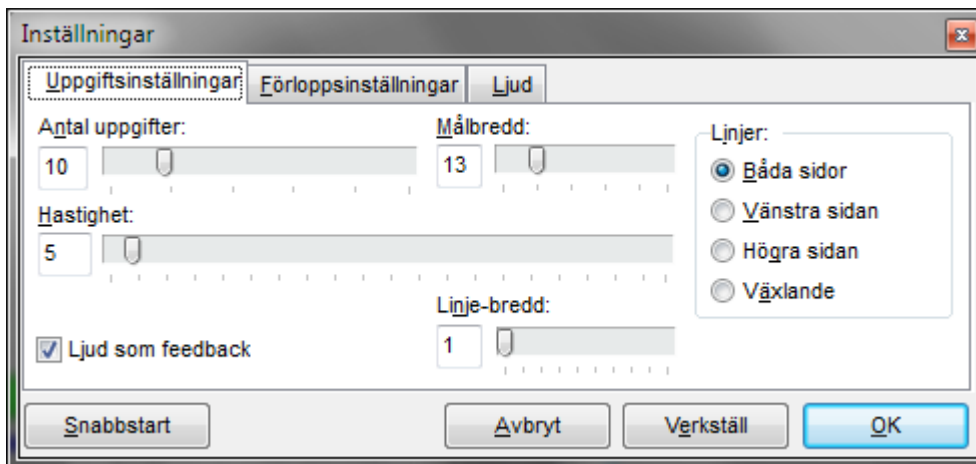 Inställningar
Uppgiftsinställningar Förloppsinställningar Ljud
Antal uppgifter:
10
Målbredd:
13
Hastighet:
5
Linje-bredd:
1
Ljud som feedback
Linjer:
Båda sidor
Vänstra sidan
Högra sidan
Växlande
Snabbstart Avbryt Verkställ OK